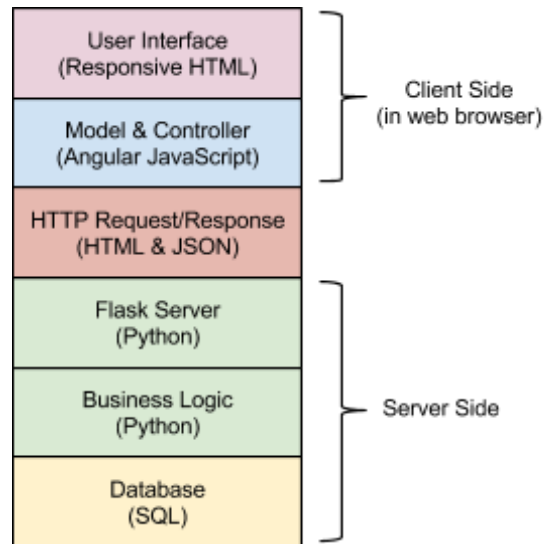 User Interface
(Responsive HTML)
Client Side
(in web browser)
Model & Controller
(Angular JavaScript)
HTTP Request/Response
(HTML & JSON)
Flask Server
(Python)
Business Logic
(Python)
Server Side
Database
(SQL)